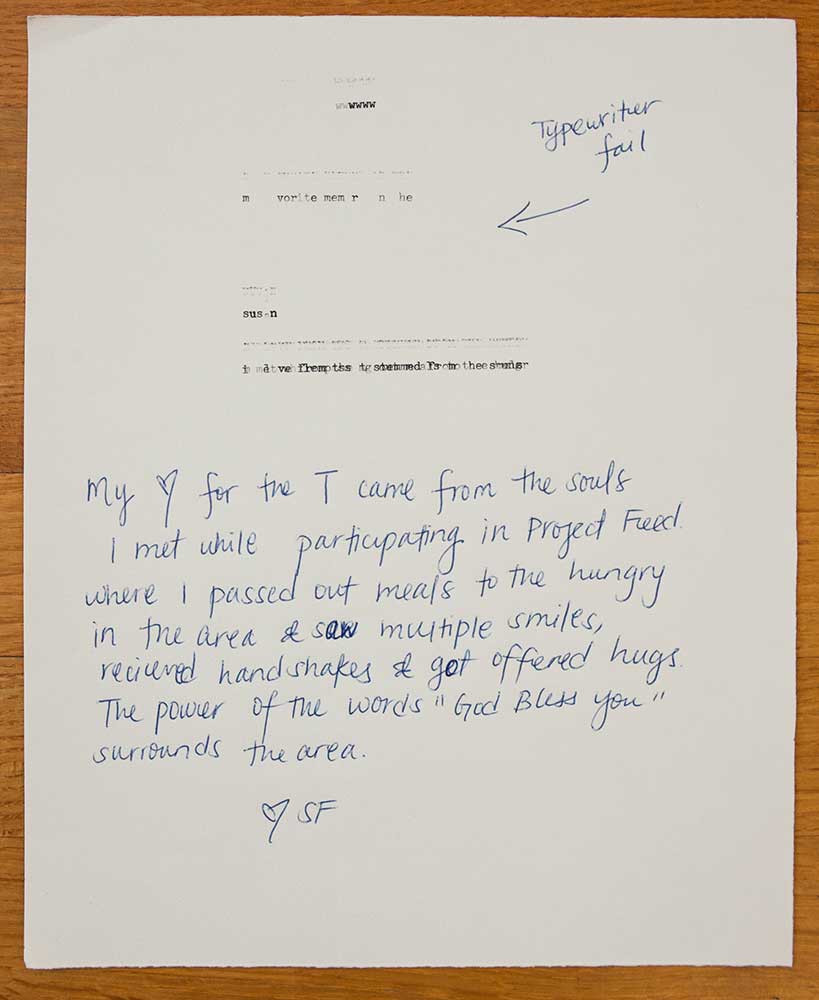 wwwwww
Typewriter
fail
m vorite mem r n he
sus-n
My ♡ for the T came from the souls
I met while participating in Project Feed.
where I passed out meals to the hungry
in the area & saw multiple smiles,
recieved handshakes & got offered hugs.
The power of the words "God Bless you"
surrounds the area.
♡ SF